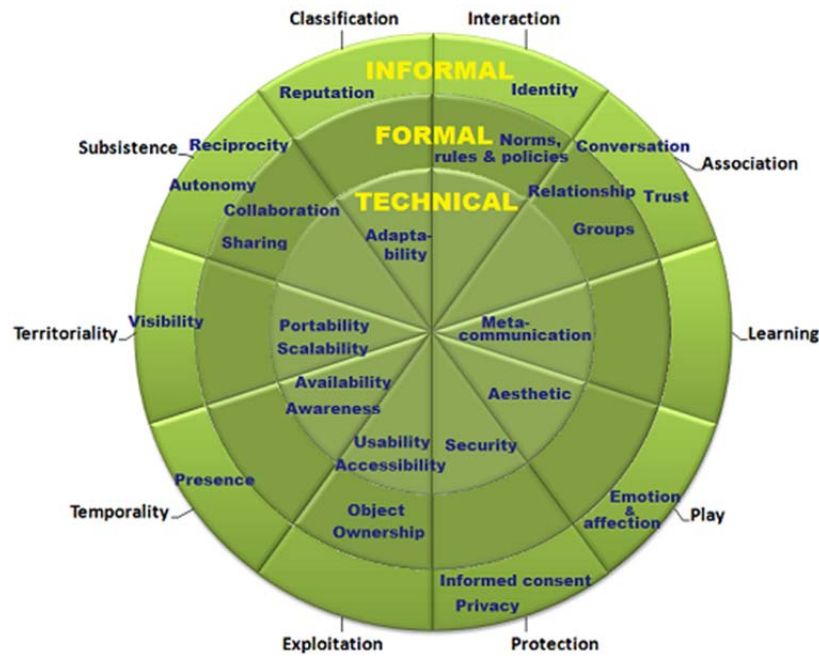 Classification
Interaction
INFORMAL
Reputation
Identity
Subsistence
Reciprocity
FORMAL
Norms,
rules & policies
Conversation
Association
Autonomy
Collaboration
Sharing
TECHNICAL
Relationship
Trust
Groups
Adapta-
bility
Territoriality
Visibility
Portability
Scalability
Meta-
communication
Learning
Availability
Awareness
Aesthetic
Usability
Accessibility
Security
Temporality
Presence
Object
Ownership
Emotion
&
affection
Play
Informed consent
Privacy
Exploitation
Protection